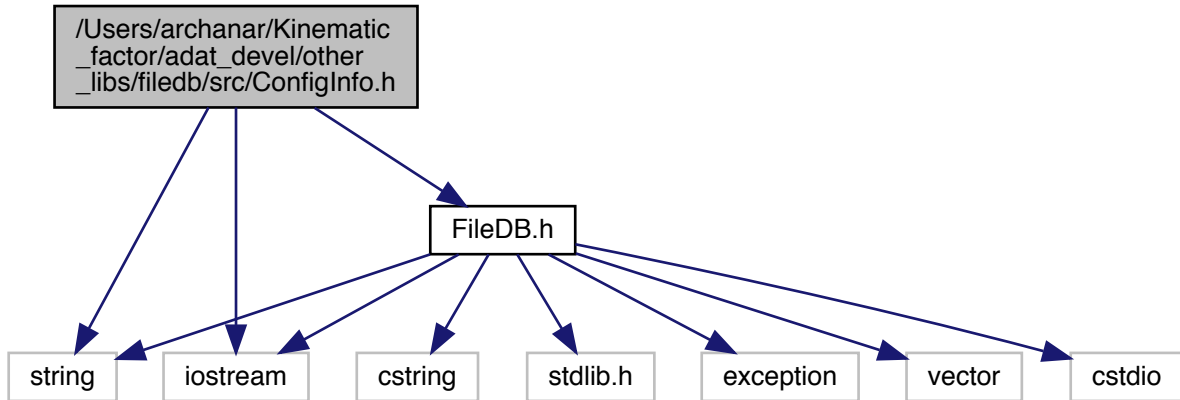 /Users/archanar/Kinematic
_factor/adat_devel/other
_libs/filedb/src/ConfigInfo.h
FileDB.h
string
iostream
cstring
stdlib.h
exception
vector
cstdio